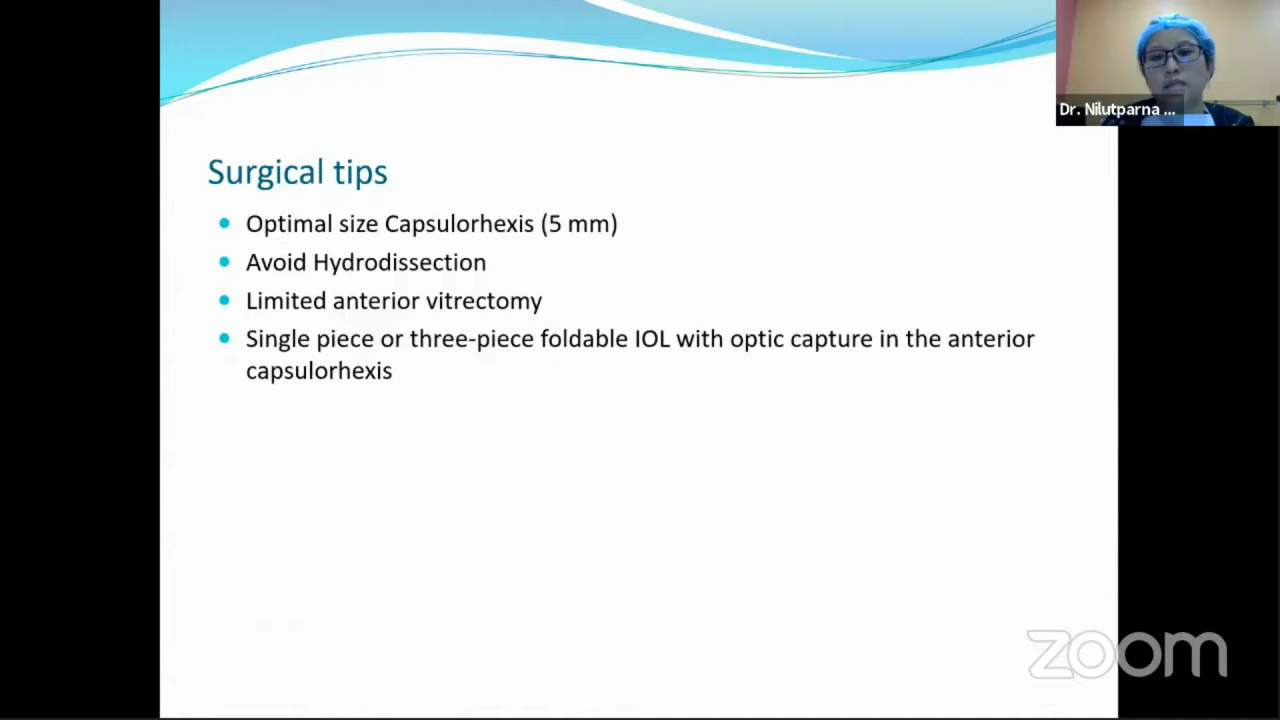 Dr. Nilutparna ...
Surgical tips
Optimal size Capsulorhexis (5 mm)
Avoid Hydrodissection
Limited anterior vitrectomy
Single piece or three-piece foldable IOL with optic capture in the anterior
capsulorhexis
zoom